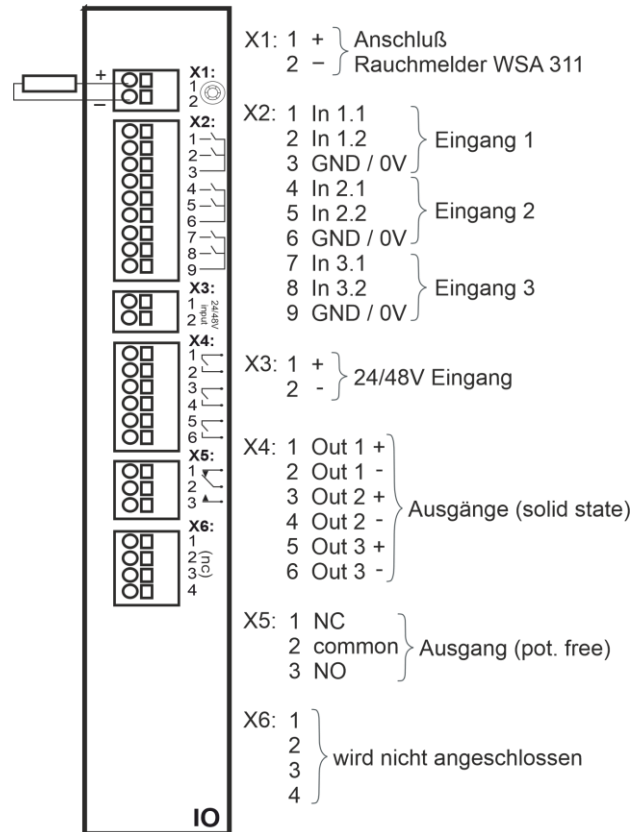 +
−
X1:
1
2
X2:
1
2
3
4
5
6
7
8
9
X3:
1
2
24/48V
input
X4:
1
2
3
4
5
6
X5:
1
2
3
X6:
1
2
3
4
(nc)
IO
X1: 1 + Anschluß
2 − Rauchmelder WSA 311
X2: 1 In 1.1
2 In 1.2 Eingang 1
3 GND / 0V
4 In 2.1
5 In 2.2 Eingang 2
6 GND / 0V
7 In 3.1
8 In 3.2 Eingang 3
9 GND / 0V
X3: 1 +
2 - 24/48V Eingang
X4: 1 Out 1 +
2 Out 1 -
3 Out 2 +
4 Out 2 - Ausgänge (solid state)
5 Out 3 +
6 Out 3 -
X5: 1 NC
2 common Ausgang (pot. free)
3 NO
X6: 1
2
3 wird nicht angeschlossen
4